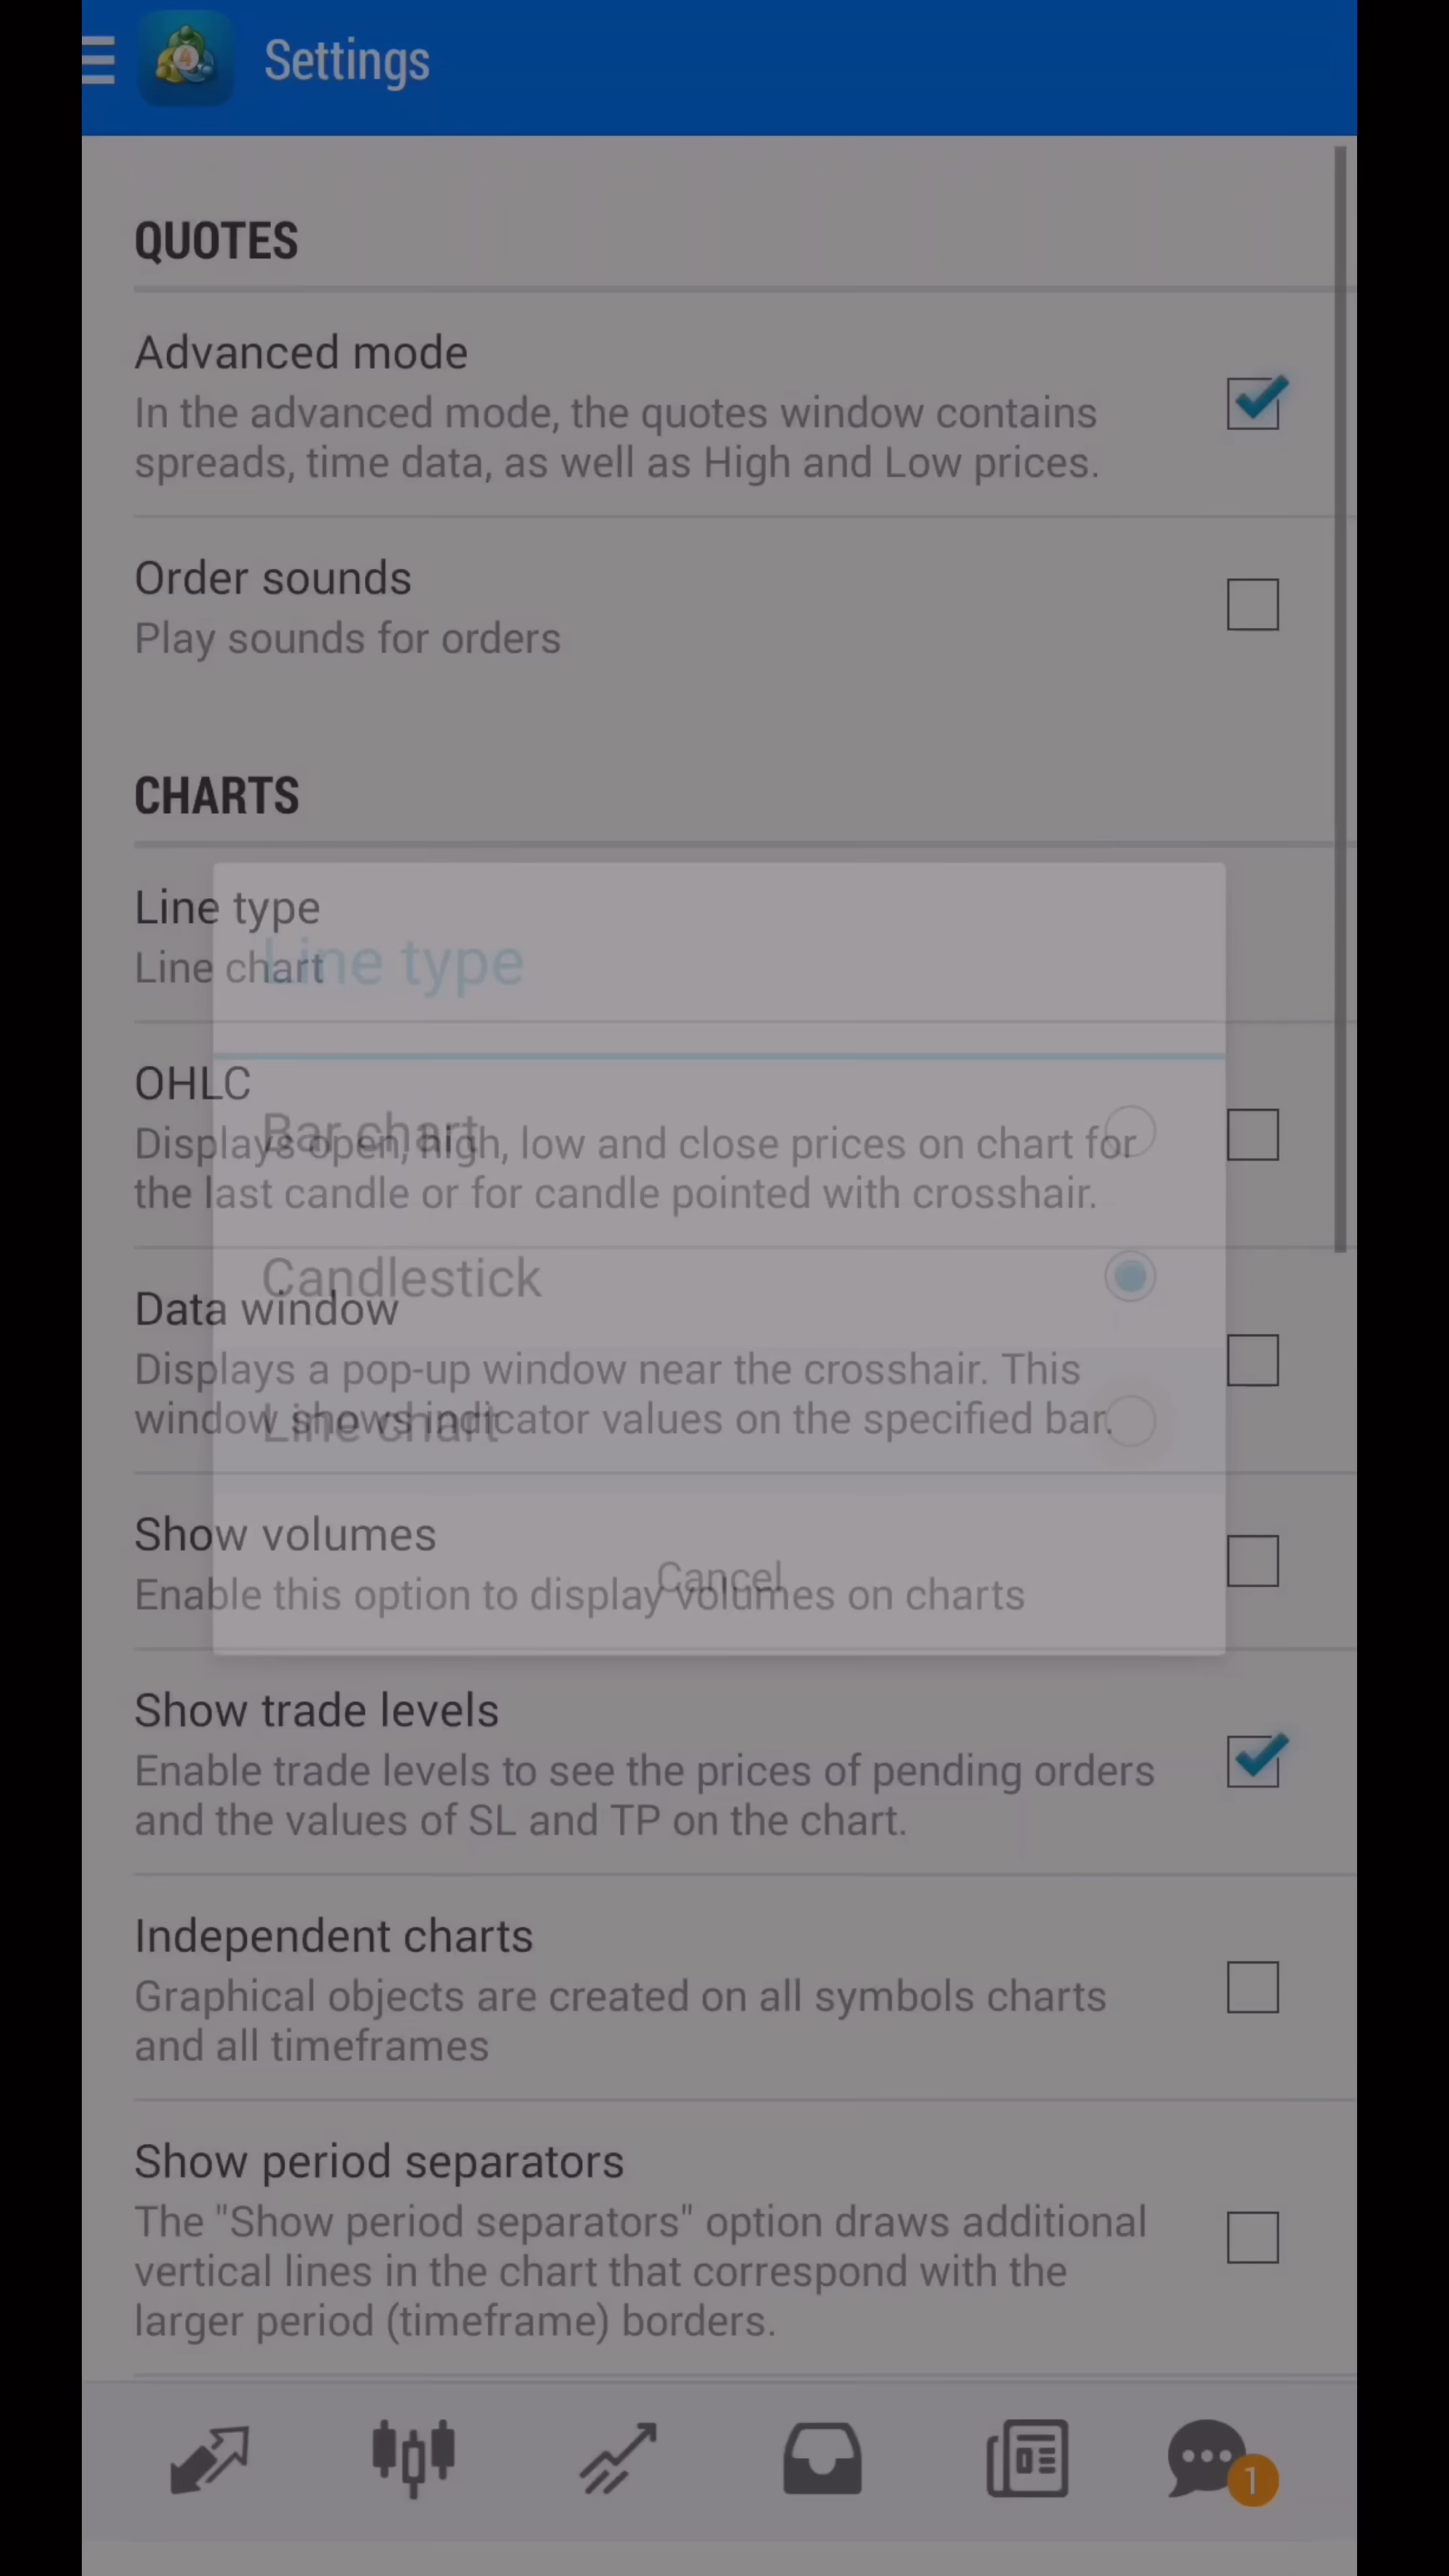 4
Settings
QUOTES
Advanced mode
In the advanced mode, the quotes window contains
spreads, time data, as well as High and Low prices.
Order sounds
Play sounds for orders
CHARTS
Line type
Line chart
OHLC
Displays open, high, low and close prices on chart for
the last candle or for candle pointed with crosshair.
Data window
Displays a pop-up window near the crosshair. This
window shows indicator values on the specified bar.
Show volumes
Enable this option to display volumes on charts
Line type
Bar chart
Candlestick
Line chart
Cancel
Show trade levels
Enable trade levels to see the prices of pending orders
and the values of SL and TP on the chart.
Independent charts
Graphical objects are created on all symbols charts
and all timeframes
Show period separators
The "Show period separators" option draws additional
vertical lines in the chart that correspond with the
larger period (timeframe) borders.
1